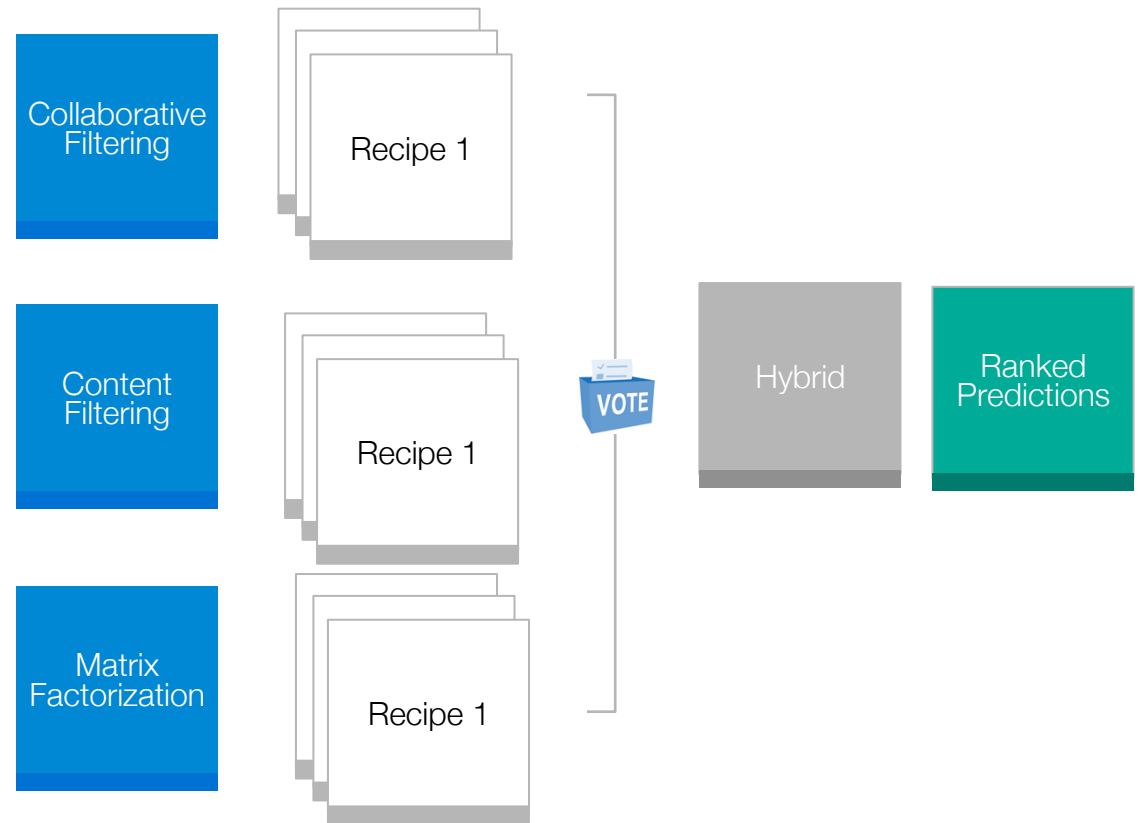 Collaborative
Filtering
Recipe 1
Content
Filtering
Recipe 1
Matrix
Factorization
Recipe 1
VOTE
Hybrid
Ranked
Predictions